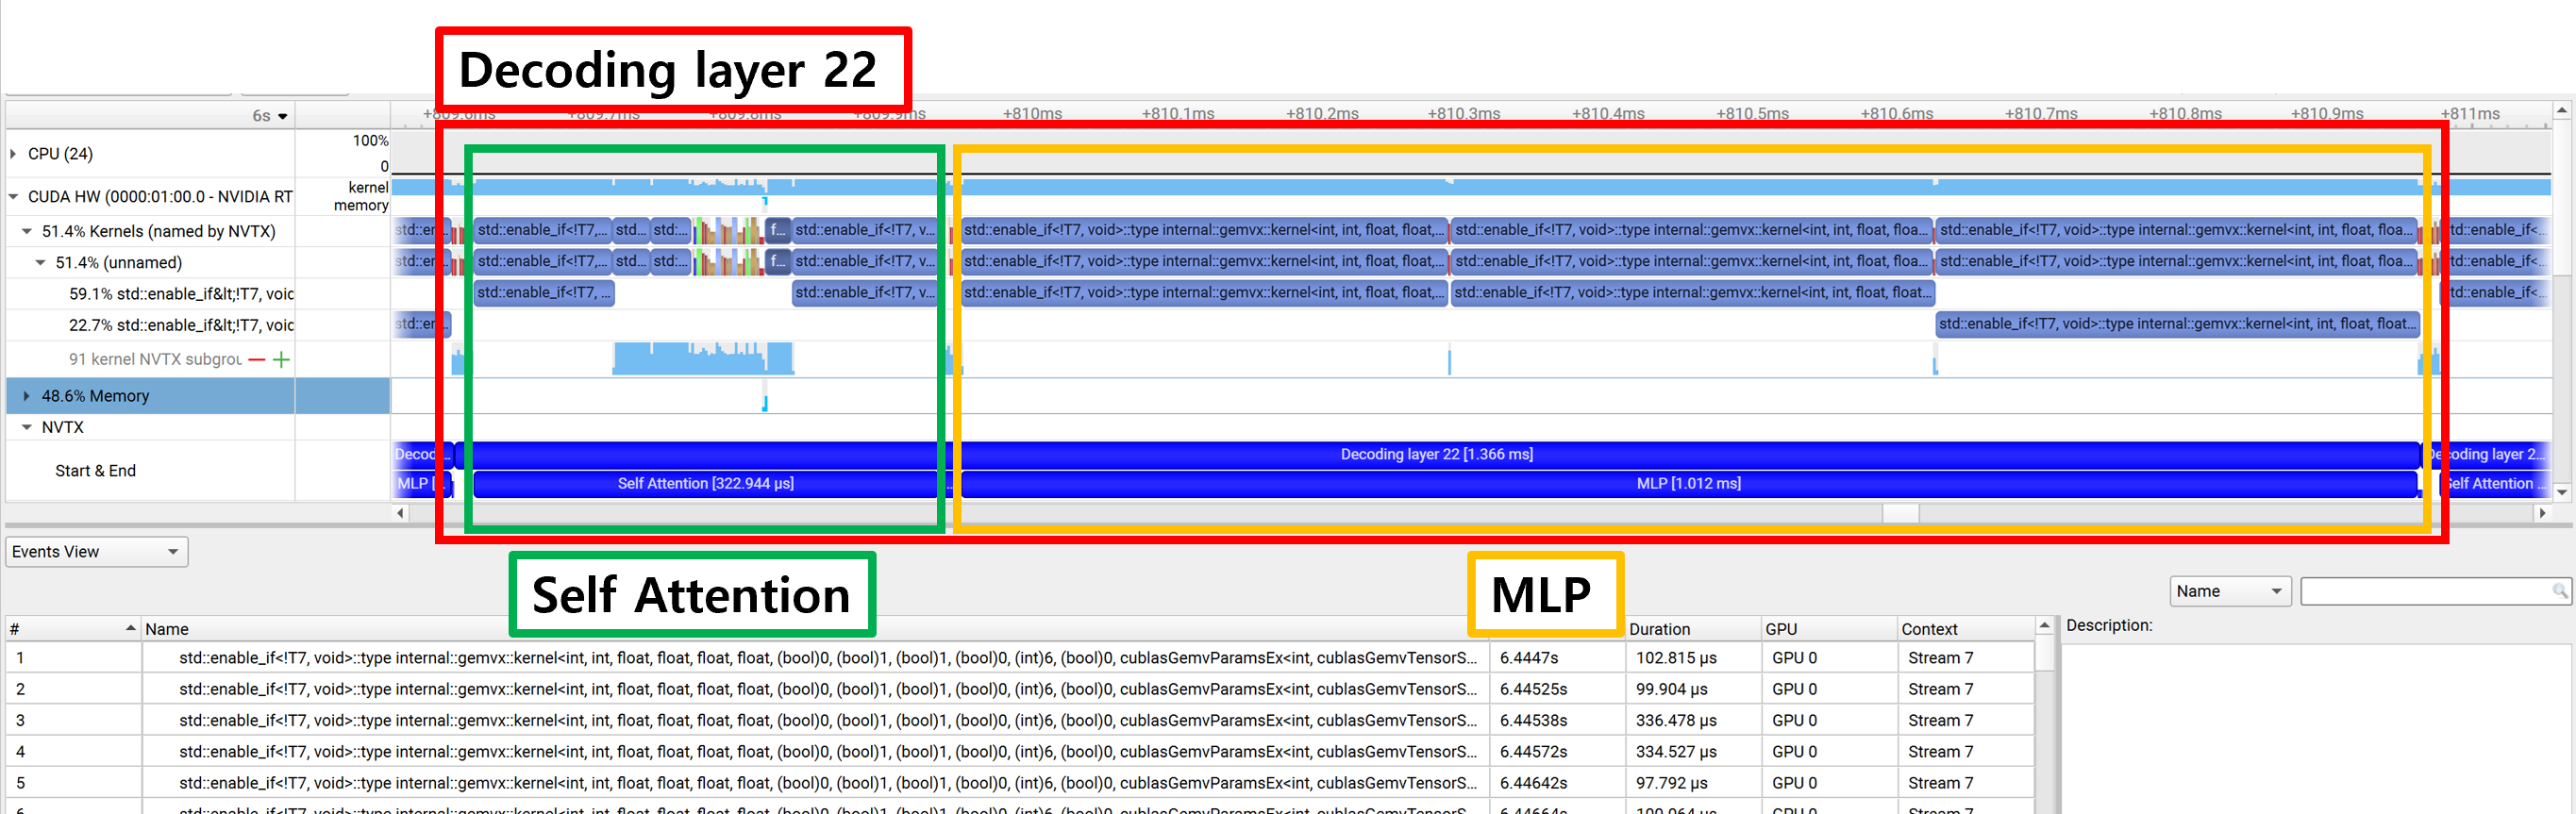 Decoding layer 22
6s
+809.6ms +809.7ms +809.8ms +809.9ms +810ms +810.1ms +810.2ms +810.3ms +810.4ms +810.5ms +810.6ms +810.7ms +810.8ms +810.9ms +811ms
CPU (24)
100%
0
CUDA HW (0000:01:00.0 - NVIDIA RT
kernel
memory
51.4% Kernels (named by NVTX)
std::en... std::enable_if<!T7,... std... std:... f... std::enable_if<!T7, v... std::enable_if<!T7, void>::type internal::gemvx::kernel<int, int, float, float,... std::enable_if<!T7, void>::type internal::gemvx::kernel<int, int, float, floa... std::enable_if<!T7, void>::type internal::gemvx::kernel<int, int, float, floa... td::enable_if<...
51.4% (unnamed)
std::en... std::enable_if<!T7,... std... std:... f... std::enable_if<!T7, v... std::enable_if<!T7, void>::type internal::gemvx::kernel<int, int, float, float,... std::enable_if<!T7, void>::type internal::gemvx::kernel<int, int, float, floa... std::enable_if<!T7, void>::type internal::gemvx::kernel<int, int, float, floa... td::enable_if<...
59.1% std::enable_if&lt;!T7, void
std::enable_if<!T7, ... std::enable_if<!T7, v... std::enable_if<!T7, void>::type internal::gemvx::kernel<int, int, float, float,... std::enable_if<!T7, void>::type internal::gemvx::kernel<int, int, float, float... td::enable_if<...
22.7% std::enable_if&lt;!T7, void
std::en... std::enable_if<!T7, void>::type internal::gemvx::kernel<int, int, float, float...
91 kernel NVTX subgrou
48.6% Memory
NVTX
Start & End
Decod... Decoding layer 22 [1.366 ms] Decoding layer 2...
MLP [... Self Attention [322.944 µs] ... MLP [1.012 ms] Self Attention ...
Events View
Self Attention
MLP
Name
# Name Duration GPU Context
Description:
1 std::enable_if<!T7, void>::type internal::gemvx::kernel<int, int, float, float, float, float, (bool)0, (bool)1, (bool)1, (bool)0, (int)6, (bool)0, cublasGemvParamsEx<int, cublasGemvTensorS... 6.4447s 102.815 µs GPU 0 Stream 7
2 std::enable_if<!T7, void>::type internal::gemvx::kernel<int, int, float, float, float, float, (bool)0, (bool)1, (bool)1, (bool)0, (int)6, (bool)0, cublasGemvParamsEx<int, cublasGemvTensorS... 6.44525s 99.904 µs GPU 0 Stream 7
3 std::enable_if<!T7, void>::type internal::gemvx::kernel<int, int, float, float, float, float, (bool)0, (bool)1, (bool)1, (bool)0, (int)6, (bool)0, cublasGemvParamsEx<int, cublasGemvTensorS... 6.44538s 336.478 µs GPU 0 Stream 7
4 std::enable_if<!T7, void>::type internal::gemvx::kernel<int, int, float, float, float, float, (bool)0, (bool)1, (bool)1, (bool)0, (int)6, (bool)0, cublasGemvParamsEx<int, cublasGemvTensorS... 6.44572s 334.527 µs GPU 0 Stream 7
5 std::enable_if<!T7, void>::type internal::gemvx::kernel<int, int, float, float, float, float, (bool)0, (bool)1, (bool)1, (bool)0, (int)6, (bool)0, cublasGemvParamsEx<int, cublasGemvTensorS... 6.44642s 97.792 µs GPU 0 Stream 7